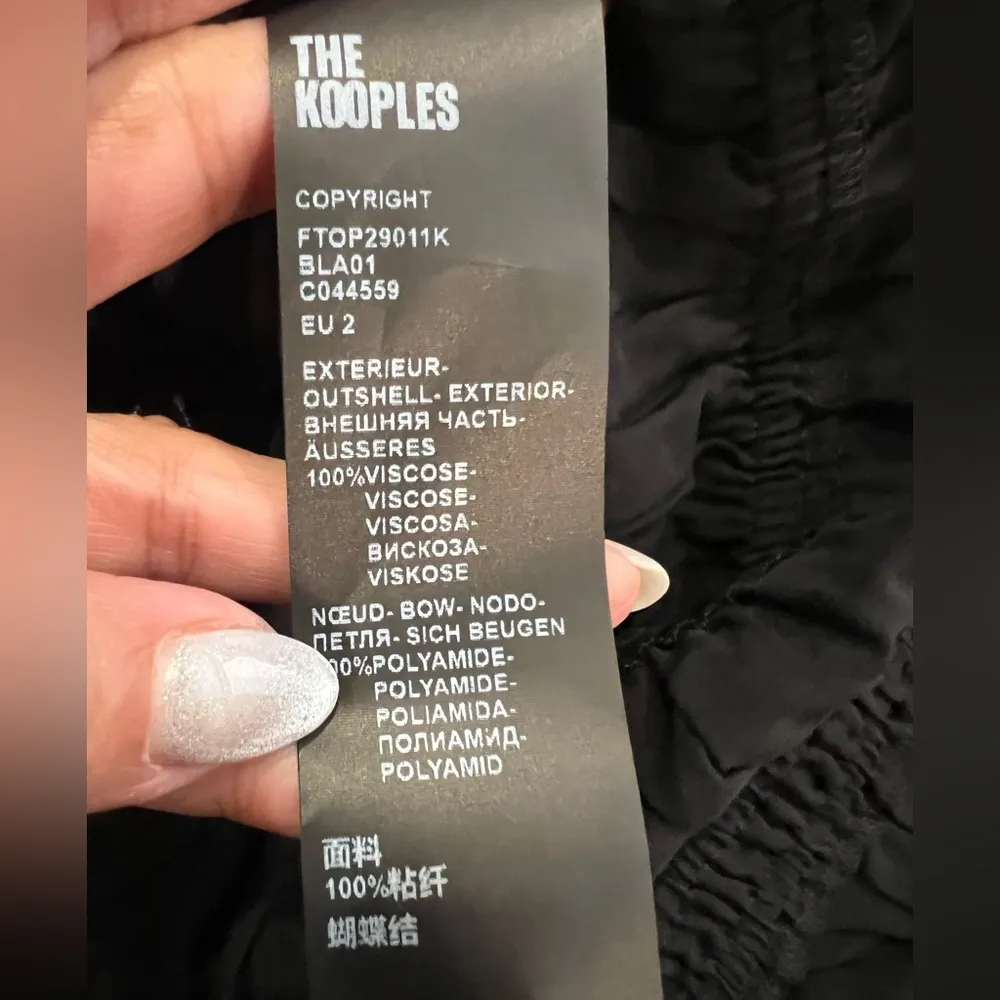 THE
KOOPLES
COPYRIGHT
FTOP29011K
BLA01
C044559
EU 2
EXTERIEUR-
OUTSHELL- EXTERIOR-
ВНЕШНЯЯ ЧАСТЬ-
ÄUSSERES
100%VISCOSE-
VISCOSE-
VISCOSA-
ВИСКОЗА-
VISKOSE
NŒUD- BOW- NODO-
ПЕТЛЯ- SICH BEUGEN
00%POLYAMIDE-
POLYAMIDE-
POLIAMIDA-
ПОЛИАМИД-
POLYAMID
面料
100%粘纤
蝴蝶结